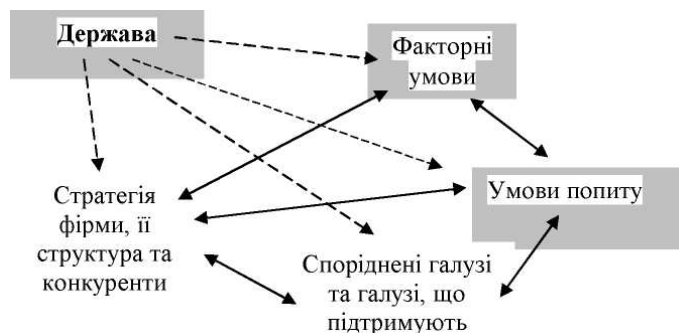 Держава
Факторні
умови
Умови попиту
Стратегія
фірми, її
структура та
конкуренти
Споріднені галузі
та галузі, що
підтримують